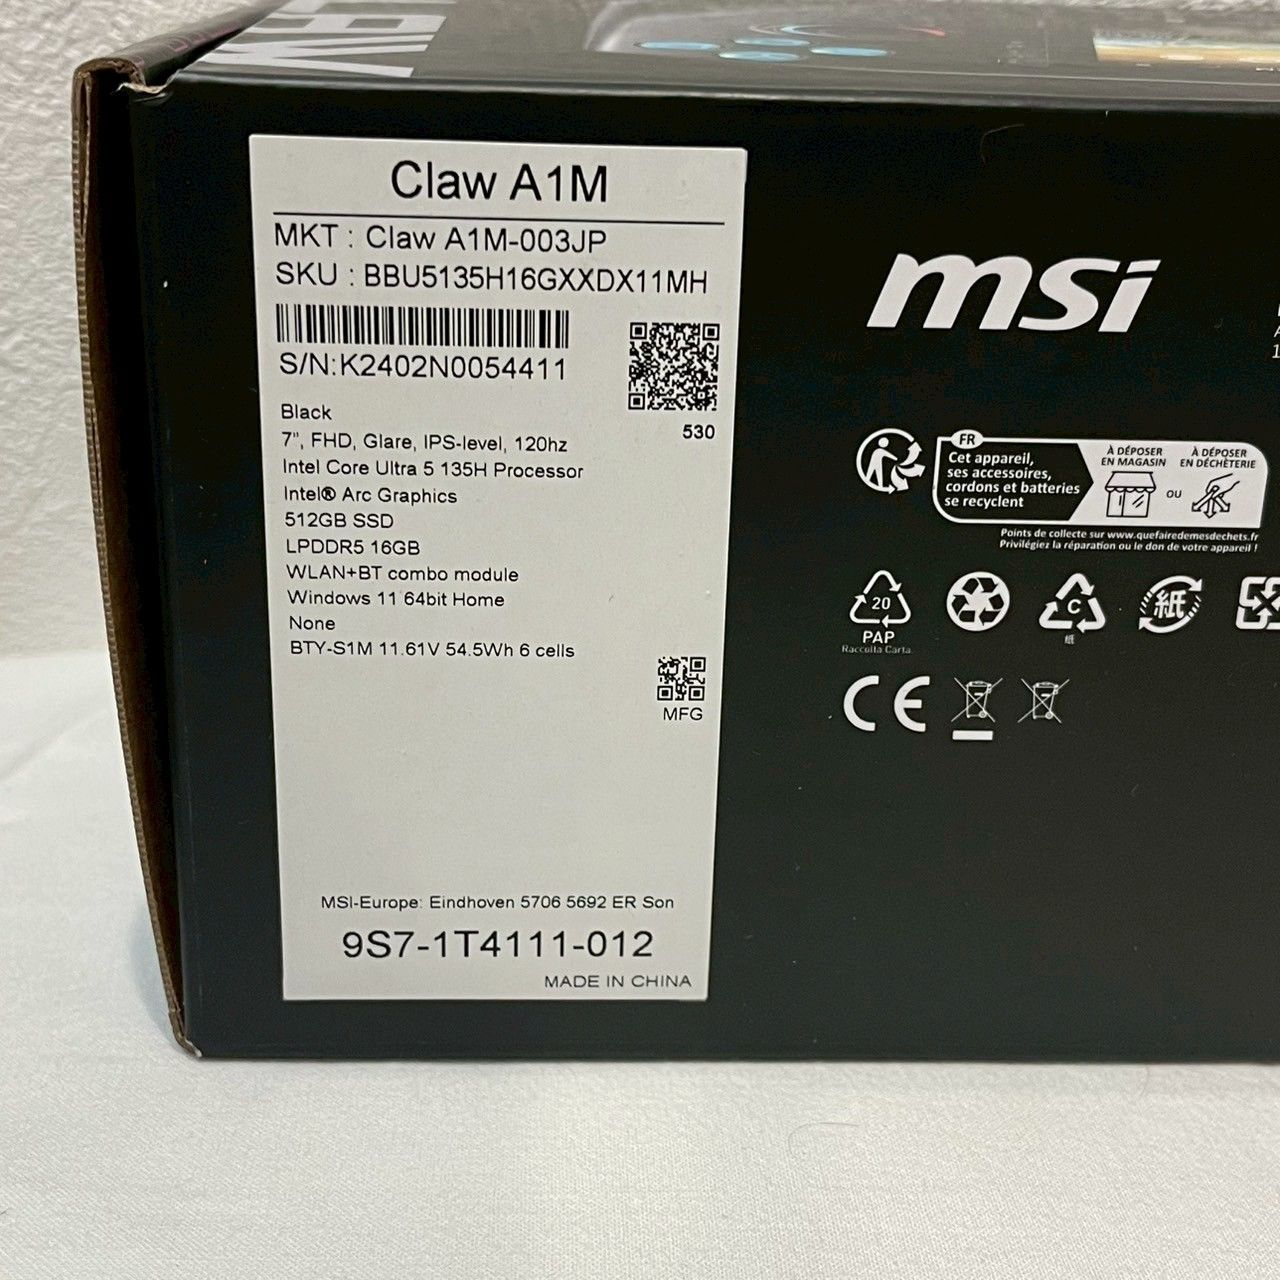 Claw A1M
MKT : Claw A1M-003JP
SKU : BBU5135H16GXXDX11MH
S/N:K2402N0054411
530
Black
7”, FHD, Glare, IPS-level, 120hz
Intel Core Ultra 5 135H Processor
Intel® Arc Graphics
512GB SSD
LPDDR5 16GB
WLAN+BT combo module
Windows 11 64bit Home
None
BTY-S1M 11.61V 54.5Wh 6 cells
MFG
MSI-Europe: Eindhoven 5706 5692 ER Son
9S7-1T4111-012
MADE IN CHINA
msi
FR
Cet appareil,
ses accessoires,
cordons et batteries
se recyclent
À DÉPOSER
EN MAGASIN
OU
À DÉPOSER
EN DÉCHÈTERIE
Points de collecte sur www.quefairedemesdechets.fr
Privilégiez la réparation ou le don de votre appareil !
20
PAP
Raccolta Carta
C
紙
紙
CE